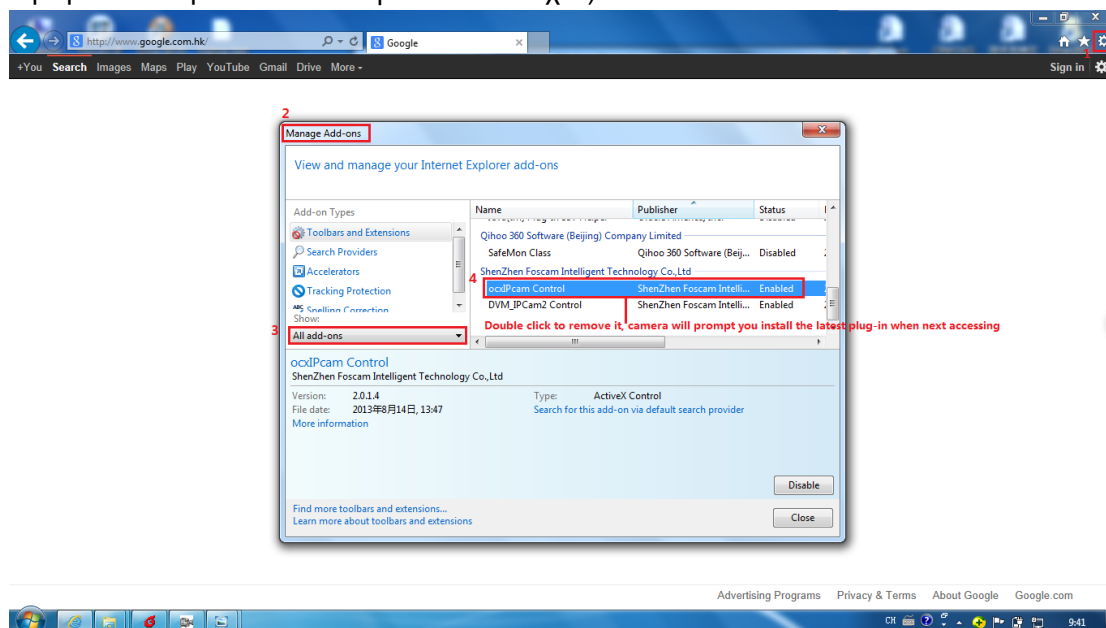 http://www.google.com.hk/
Google
1
+You Search Images Maps Play YouTube Gmail Drive More
Sign in
2
Manage Add-ons
View and manage your Internet Explorer add-ons
Add-on Types
Name Publisher Status
Toolbars and Extensions
Search Providers
Accelerators
Tracking Protection
Spelling Correction
Show:
3
All add-ons
Qihoo 360 Software (Beijing) Company Limited
SafeMon Class Qihoo 360 Software (Beij... Disabled
ShenZhen Foscam Intelligent Technology Co.,Ltd
4
ocxIPcam Control ShenZhen Foscam Intelli... Enabled
DVM_IPCam2 Control ShenZhen Foscam Intelli... Enabled
Double click to remove it, camera will prompt you install the latest plug-in when next accessing
ocxIPcam Control
ShenZhen Foscam Intelligent Technology Co.,Ltd
Version: 2.0.1.4
Type: ActiveX Control
File date: 2013年8月14日, 13:47
Search for this add-on via default search provider
More information
Disable
Find more toolbars and extensions...
Learn more about toolbars and extensions
Close
Advertising Programs Privacy & Terms About Google Google.com
CH 9:41